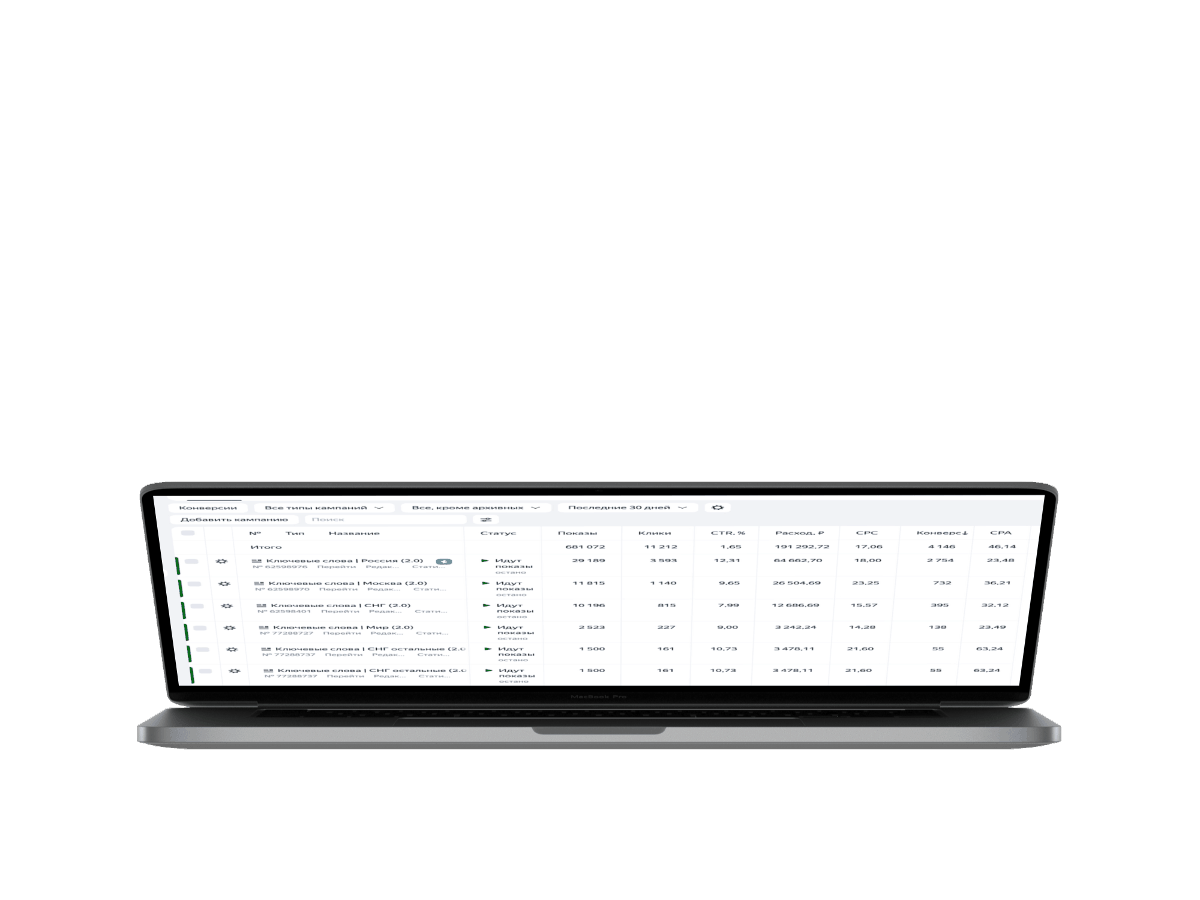 Конверсии Все типы кампаний Все, кроме архивных Последние 30 дней
Добавить кампанию Поиск
№ Тип Название Статус Показы Клики CTR, % Расход, ₽ CPC Конверс↓ CPA
Итого 681 072 11 212 1,65 191 292,72 17,06 4 146 46,14
Ключевые слова | Россия (2.0) Идут показы 29 189 3 593 12,31 64 662,70 18,00 2 754 23,48
№ 62598976 Перейти Редак... Стати... остано
Ключевые слова | Москва (2.0) Идут показы 11 815 1 140 9,65 26 504,69 23,25 732 36,21
№ 62598970 Перейти Редак... Стати... остано
Ключевые слова | СНГ (2.0) Идут показы 10 196 815 7,99 12 686,69 15,57 395 32,12
№ 62598401 Перейти Редак... Стати... остано
Ключевые слова | Мир (2.0) Идут показы 2 523 227 9,00 3 242,24 14,28 138 23,49
№ 77288727 Перейти Редак... Стати... остано
Ключевые слова | СНГ остальные (2.0 Идут показы 1 500 161 10,73 3 478,11 21,60 55 63,24
№ 77288737 Перейти Редак... Стати... остано
Ключевые слова | СНГ остальные (2.0 Идут показы 1 500 161 10,73 3 478,11 21,60 55 63,24
№ 77288737 Перейти Редак... Стати... остано
MacBook Pro